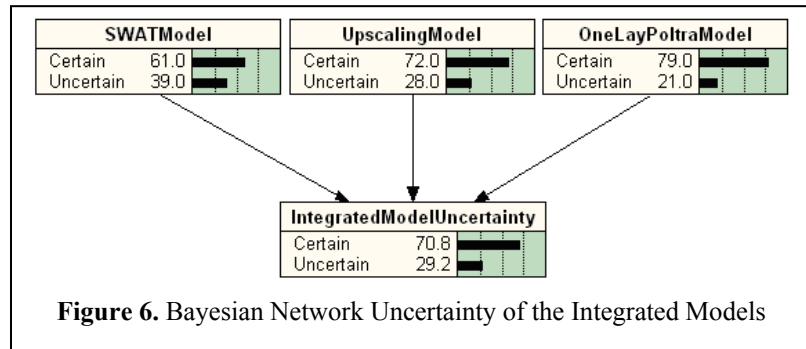 SWATModel
Certain 61.0
Uncertain 39.0
UpscalingModel
Certain 72.0
Uncertain 28.0
OneLayPoltraModel
Certain 79.0
Uncertain 21.0
IntegratedModelUncertainty
Certain 70.8
Uncertain 29.2
Figure 6. Bayesian Network Uncertainty of the Integrated Models